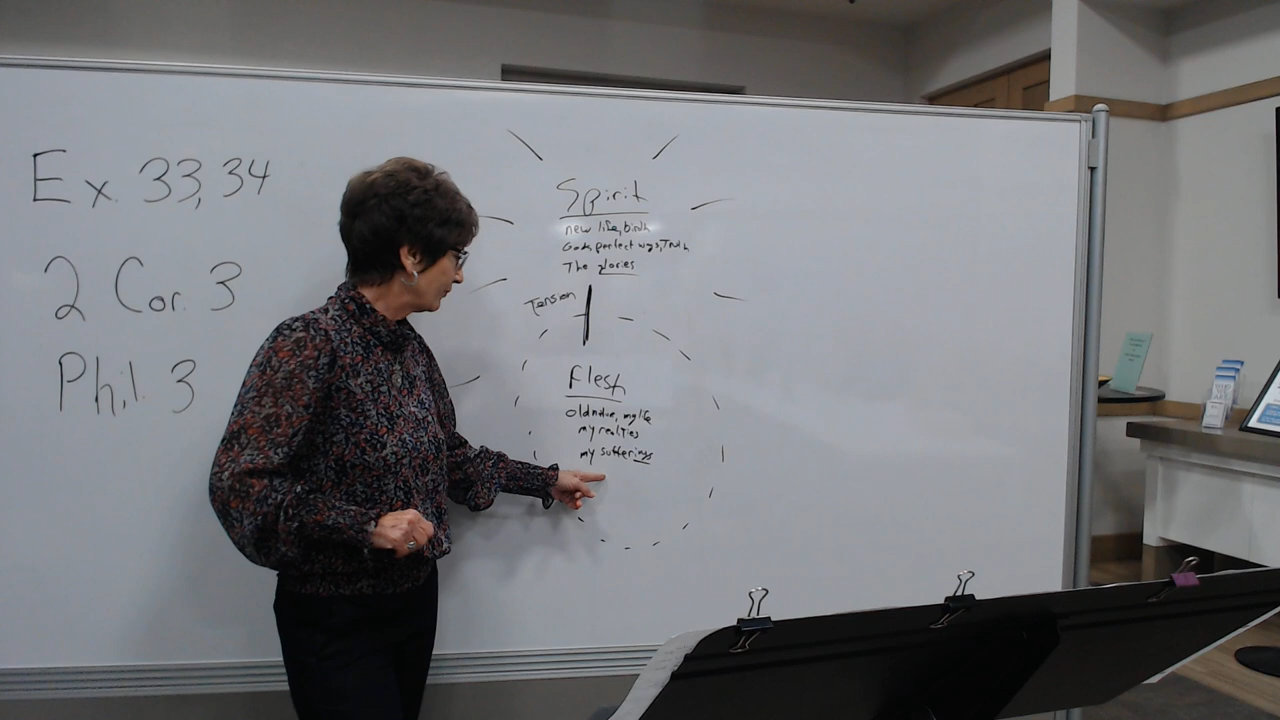 Ex. 33, 34
2 Cor. 3
Phil. 3
Spirit
new life, birth
Gods perfect ways, Truth
The glories
Tension
Flesh
old nature, my life
my realties
my sufferings